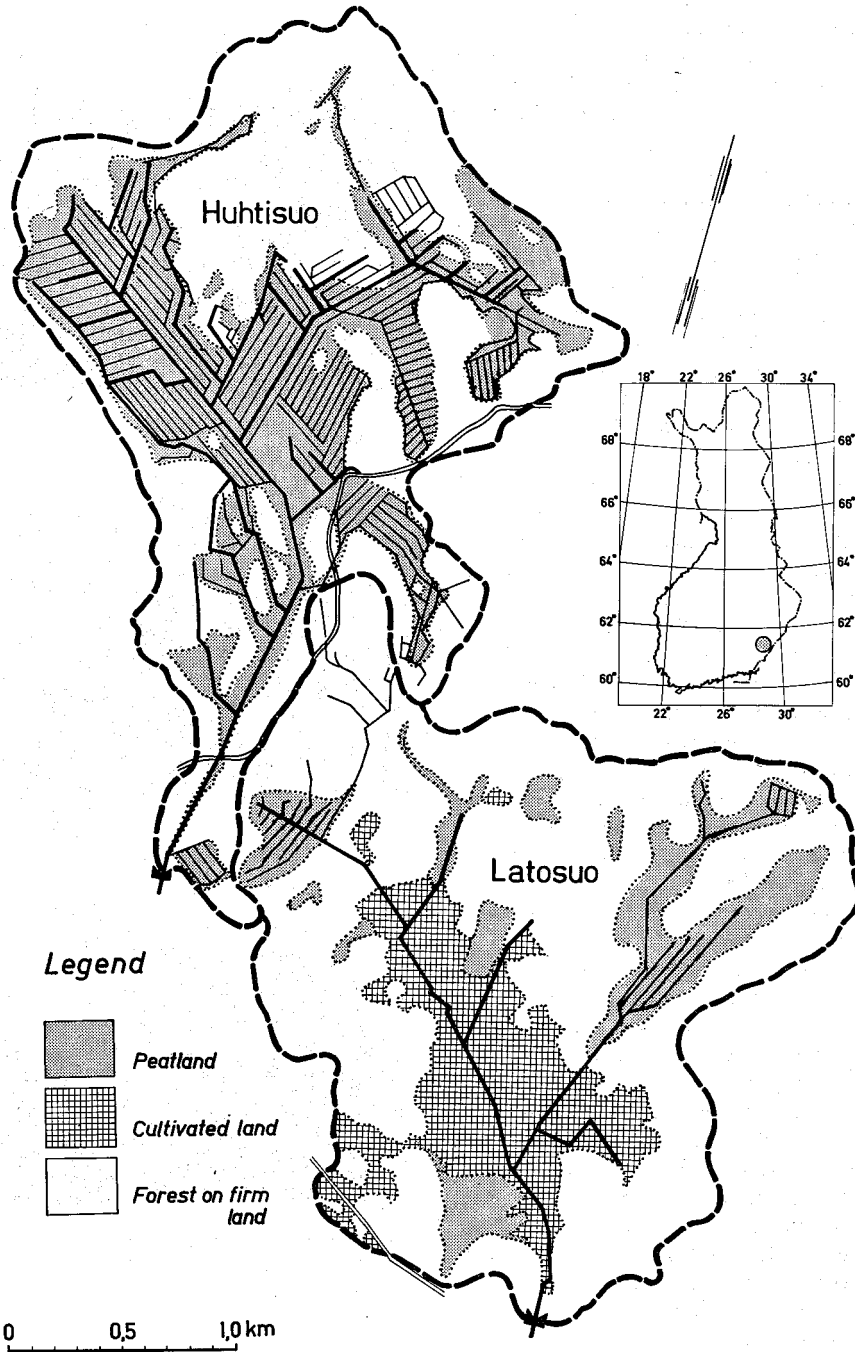 Huhtisuo
18° 22° 26° 30° 34°
68° 68°
66° 66°
64° 64°
62° 62°
60° 60°
22° 26° 30°
Latosuo
Legend
Peatland
Cultivated land
Forest on firm
land
0 0,5 1,0 km